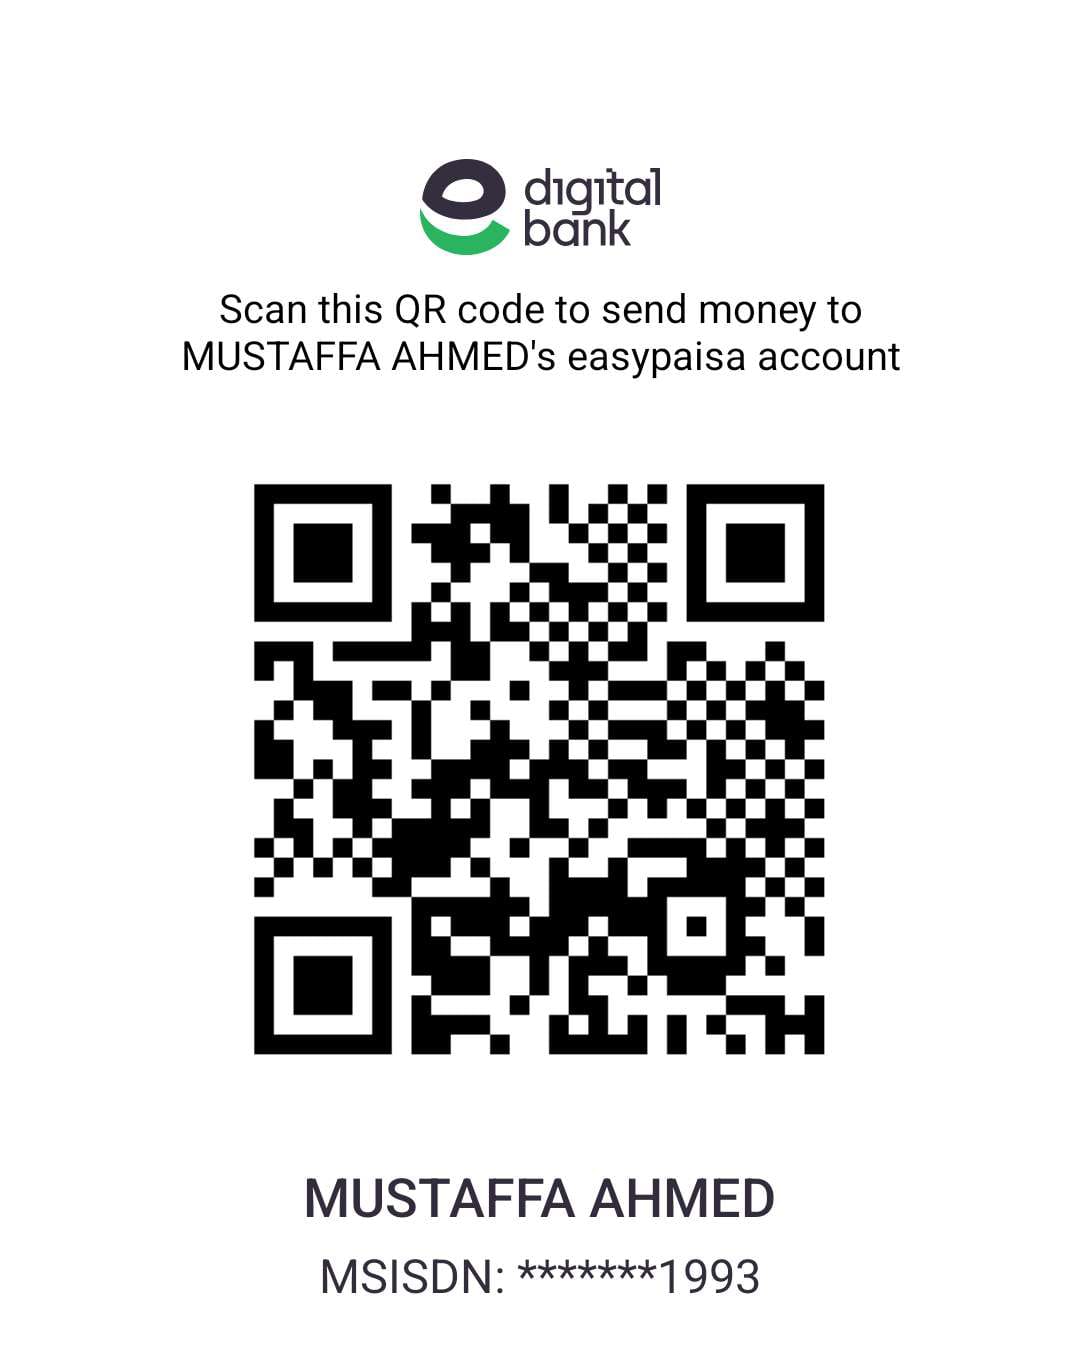 digital
bank
Scan this QR code to send money to
MUSTAFFA AHMED's easypaisa account
MUSTAFFA AHMED
MSISDN: *******1993